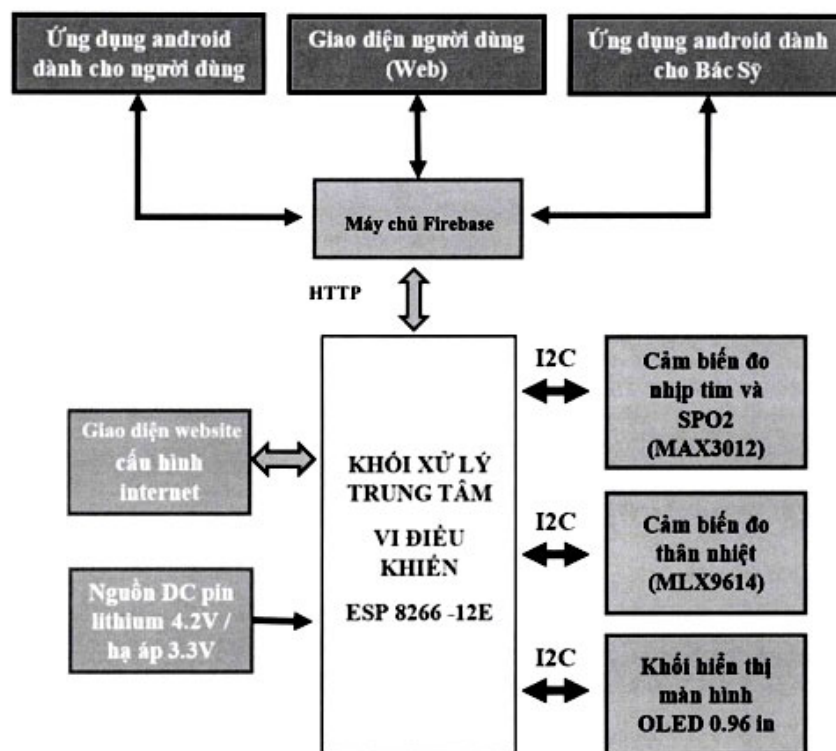 Ứng dụng android
dành cho người dùng
Giao diện người dùng
(Web)
Ứng dụng android dành
cho Bác Sỹ
Máy chủ Firebase
HTTP
Giao diện website
cấu hình
internet
Nguồn DC pin
lithium 4.2V /
hạ áp 3.3V
KHỐI XỬ LÝ
TRUNG TÂM
VI ĐIỀU
KHIỂN
ESP 8266 -12E
I2C
Cảm biến đo
nhịp tim và
SPO2
(MAX3012)
I2C
Cảm biến đo
thân nhiệt
(MLX9614)
I2C
Khối hiển thị
màn hình
OLED 0.96 in